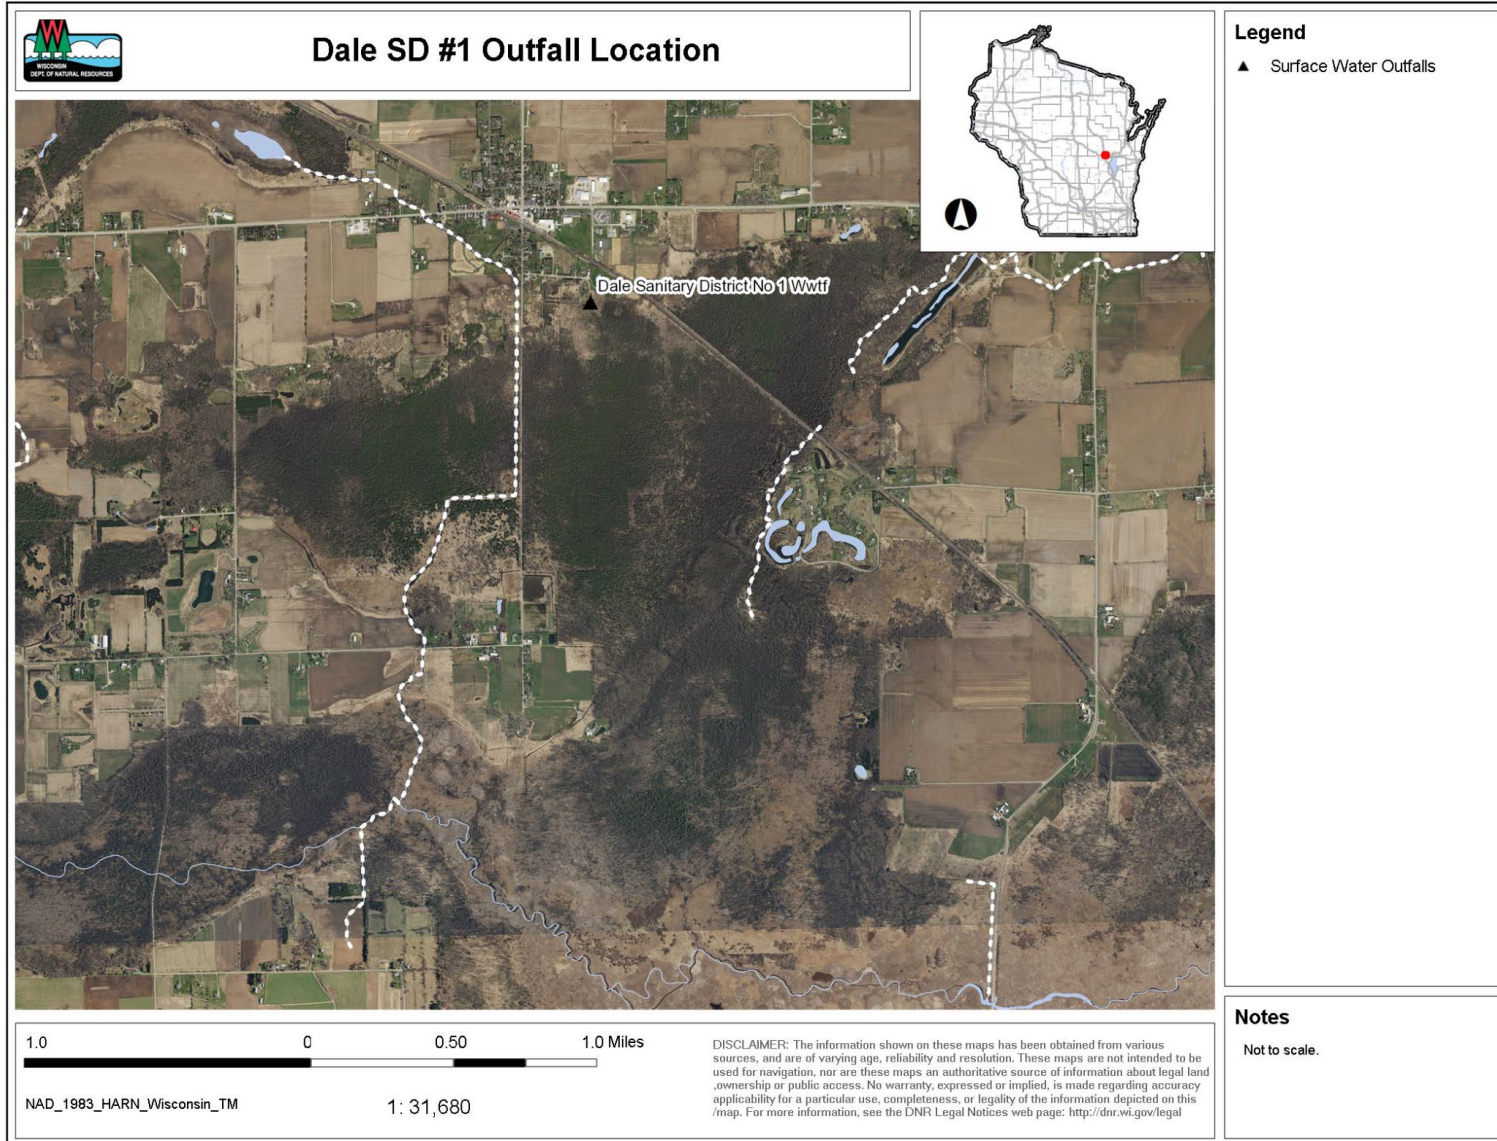 WISCONSIN
DEPT. OF NATURAL RESOURCES
Dale SD #1 Outfall Location
Legend
Surface Water Outfalls
Dale Sanitary District No 1 Wwtf
1.0 0 0.50 1.0 Miles
NAD_1983_HARN_Wisconsin_TM
1: 31,680
DISCLAIMER: The information shown on these maps has been obtained from various
sources, and are of varying age, reliability and resolution. These maps are not intended to be
used for navigation, nor are these maps an authoritative source of information about legal land
,ownership or public access. No warranty, expressed or implied, is made regarding accuracy
applicability for a particular use, completeness, or legality of the information depicted on this
/map. For more information, see the DNR Legal Notices web page: http://dnr.wi.gov/legal
Notes
Not to scale.